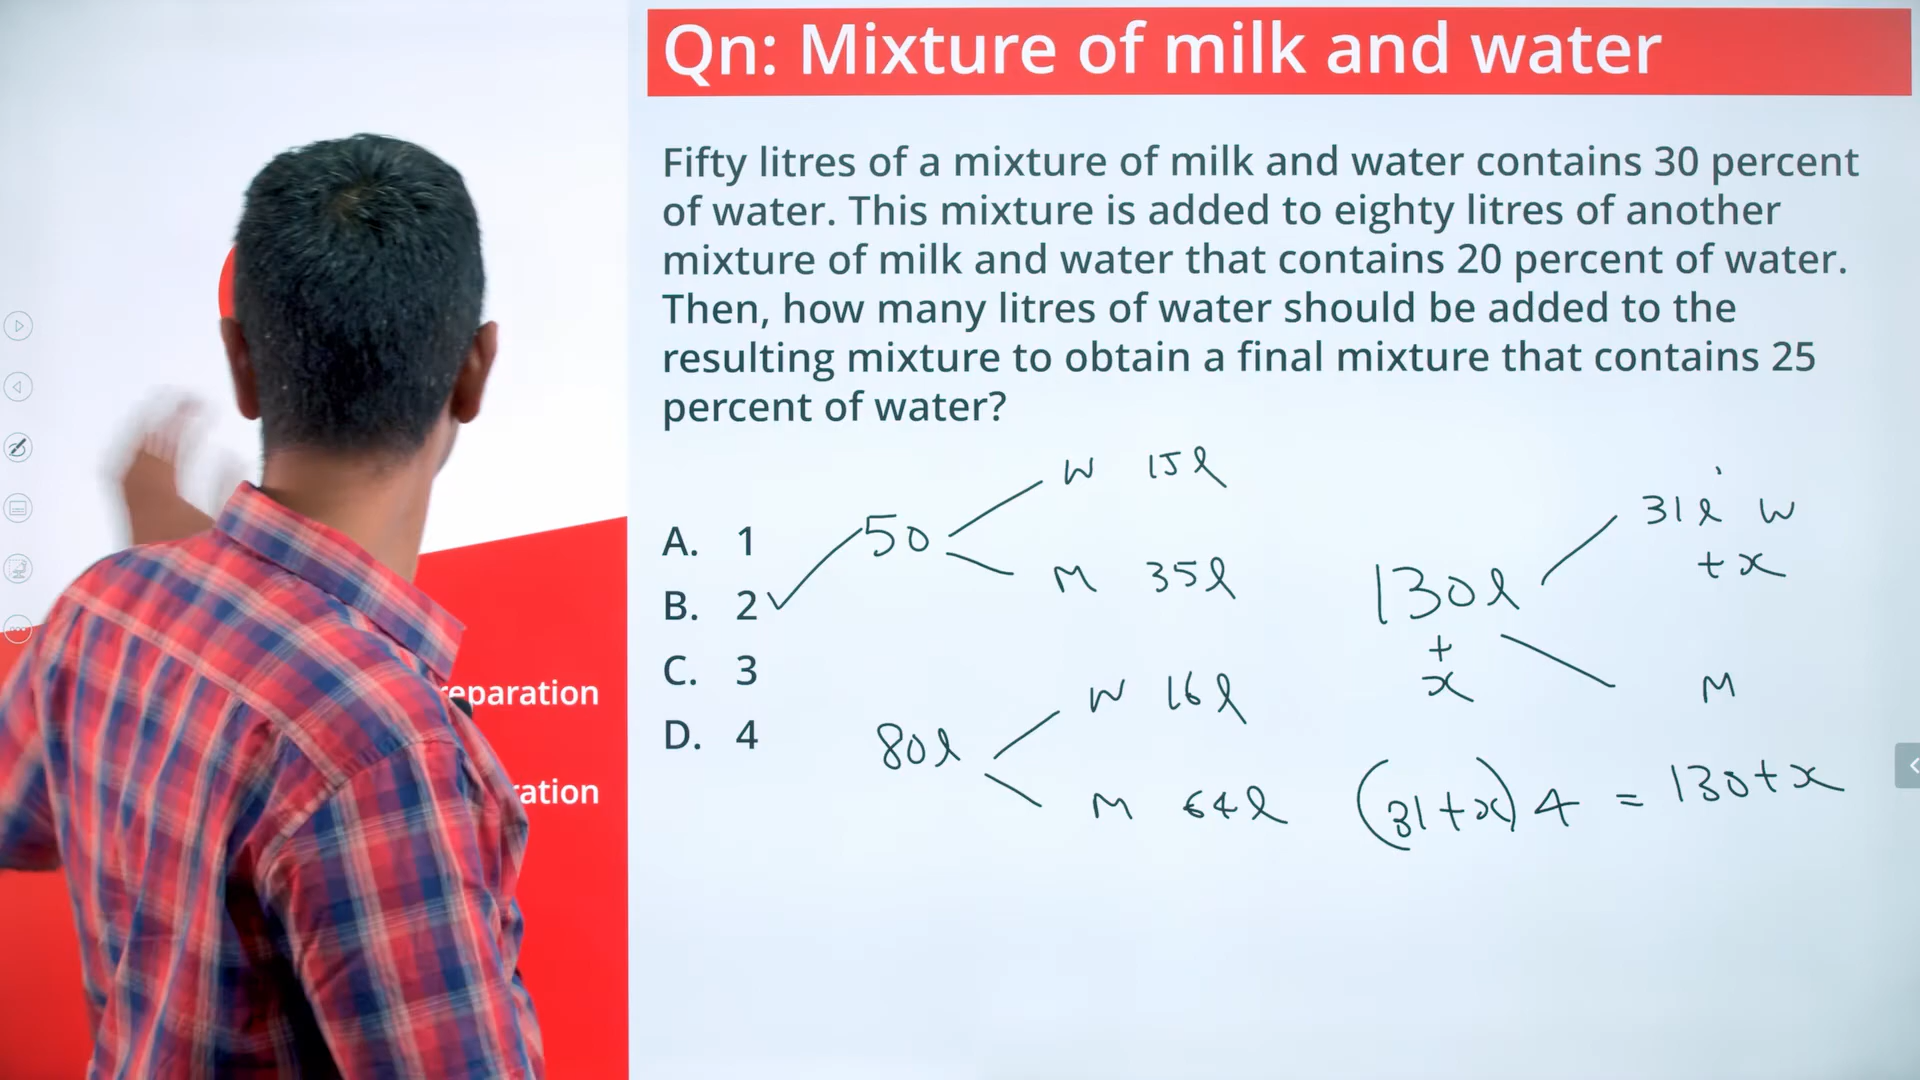 Qn: Mixture of milk and water
Fifty litres of a mixture of milk and water contains 30 percent
of water. This mixture is added to eighty litres of another
mixture of milk and water that contains 20 percent of water.
Then, how many litres of water should be added to the
resulting mixture to obtain a final mixture that contains 25
percent of water?
A. 1
B. 2
C. 3
D. 4
50
W 15l
M 35l
80l
W 16l
M 64l
130l
+
x
31l W
+x
M
(31+x)4 = 130+x
reparation
ration